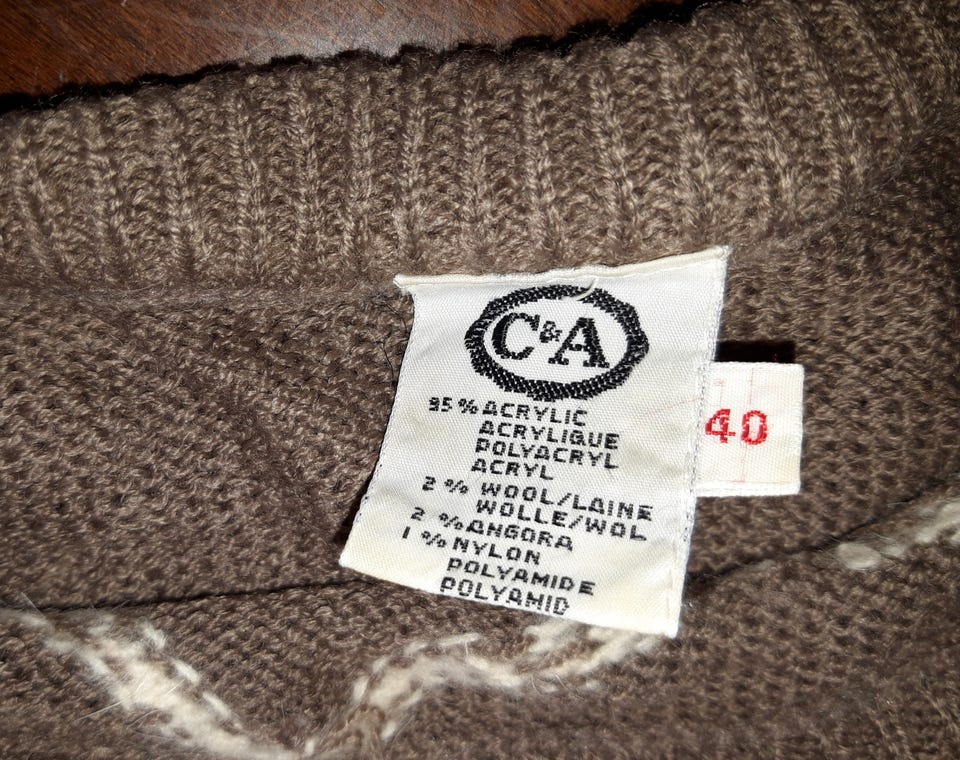 C&A
95% ACRYLIC
ACRYLIQUE
POLYACRYL
ACRYL
2% WOOL/LAINE
WOLLE/WOL
2% ANGORA
1% NYLON
POLYAMIDE
POLYAMID
40